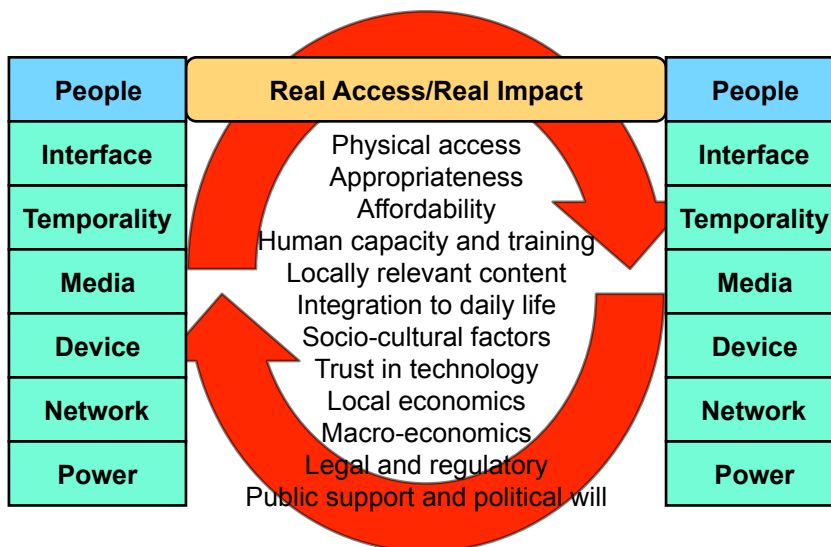 People
Interface
Temporality
Media
Device
Network
Power
Real Access/Real Impact
Physical access
Appropriateness
Affordability
Human capacity and training
Locally relevant content
Integration to daily life
Socio-cultural factors
Trust in technology
Local economics
Macro-economics
Legal and regulatory
Public support and political will
People
Interface
Temporality
Media
Device
Network
Power